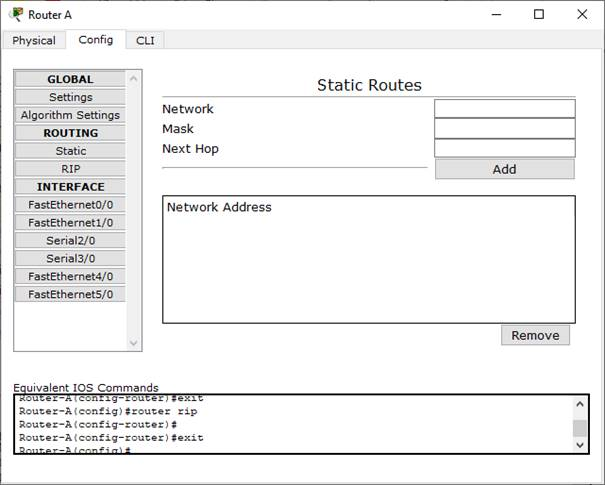 Router A
Physical Config CLI
GLOBAL
Settings
Algorithm Settings
ROUTING
Static
RIP
INTERFACE
FastEthernet0/0
FastEthernet1/0
Serial2/0
Serial3/0
FastEthernet4/0
FastEthernet5/0
Static Routes
Network
Mask
Next Hop
Add
Network Address
Remove
Equivalent IOS Commands
Router-A(config-router)#exit
Router-A(config)#router rip
Router-A(config-router)#
Router-A(config-router)#exit
Router-A(config)#